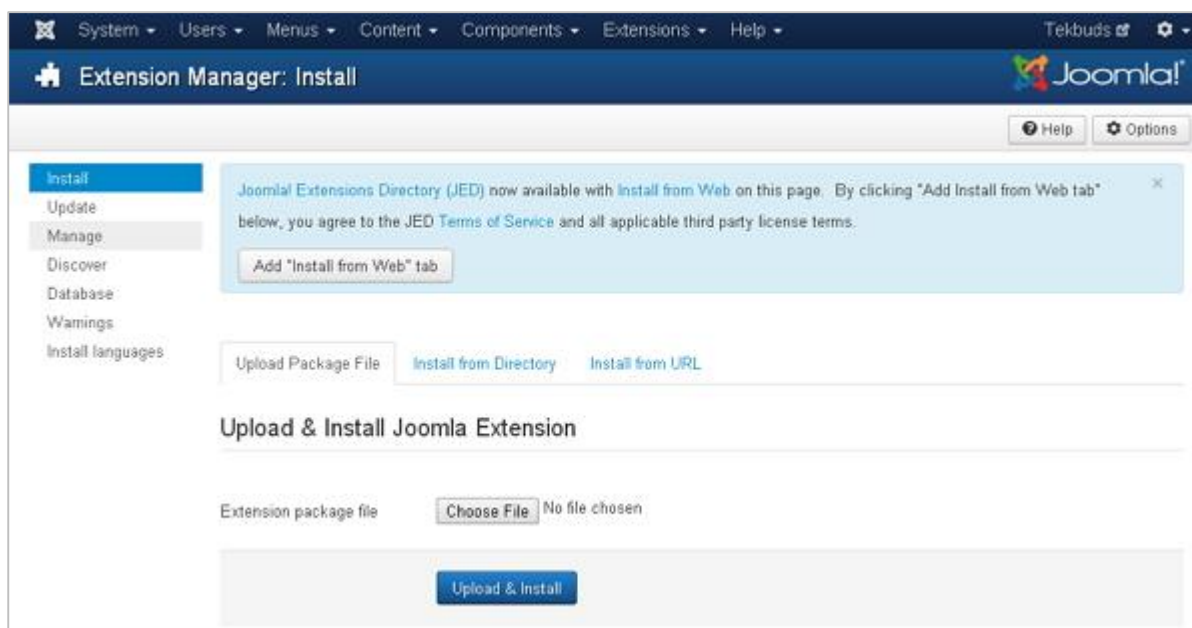 System Users Menus Content Components Extensions Help Tekbuds
Extension Manager: Install
Joomla!
Help Options
Install
Update
Manage
Discover
Database
Warnings
Install languages
Joomla! Extensions Directory (JED) now available with Install from Web on this page. By clicking "Add Install from Web tab"
below, you agree to the JED Terms of Service and all applicable third party license terms.
Add "Install from Web" tab
Upload Package File Install from Directory Install from URL
Upload & Install Joomla Extension
Extension package file Choose File No file chosen
Upload & Install